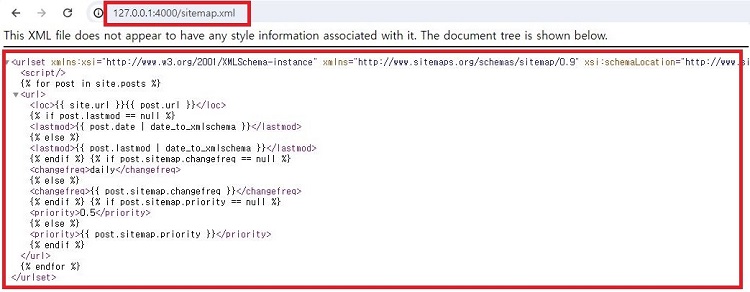 127.0.0.1:4000/sitemap.xml
This XML file does not appear to have any style information associated with it. The document tree is shown below.
▼<urlset xmlns:xsi="http://www.w3.org/2001/XMLSchema-instance" xmlns="http://www.sitemaps.org/schemas/sitemap/0.9" xsi:schemaLocation="http://www.si
<script/>
{% for post in site.posts %}
▼<url>
<loc>{{ site.url }}{{ post.url }}</loc>
{% if post.lastmod == null %}
<lastmod>{{ post.date | date_to_xmlschema }}</lastmod>
{% else %}
<lastmod>{{ post.lastmod | date_to_xmlschema }}</lastmod>
{% endif %} {% if post.sitemap.changefreq == null %}
<changefreq>daily</changefreq>
{% else %}
<changefreq>{{ post.sitemap.changefreq }}</changefreq>
{% endif %} {% if post.sitemap.priority == null %}
<priority>0.5</priority>
{% else %}
<priority>{{ post.sitemap.priority }}</priority>
{% endif %}
</url>
{% endfor %}
</urlset>